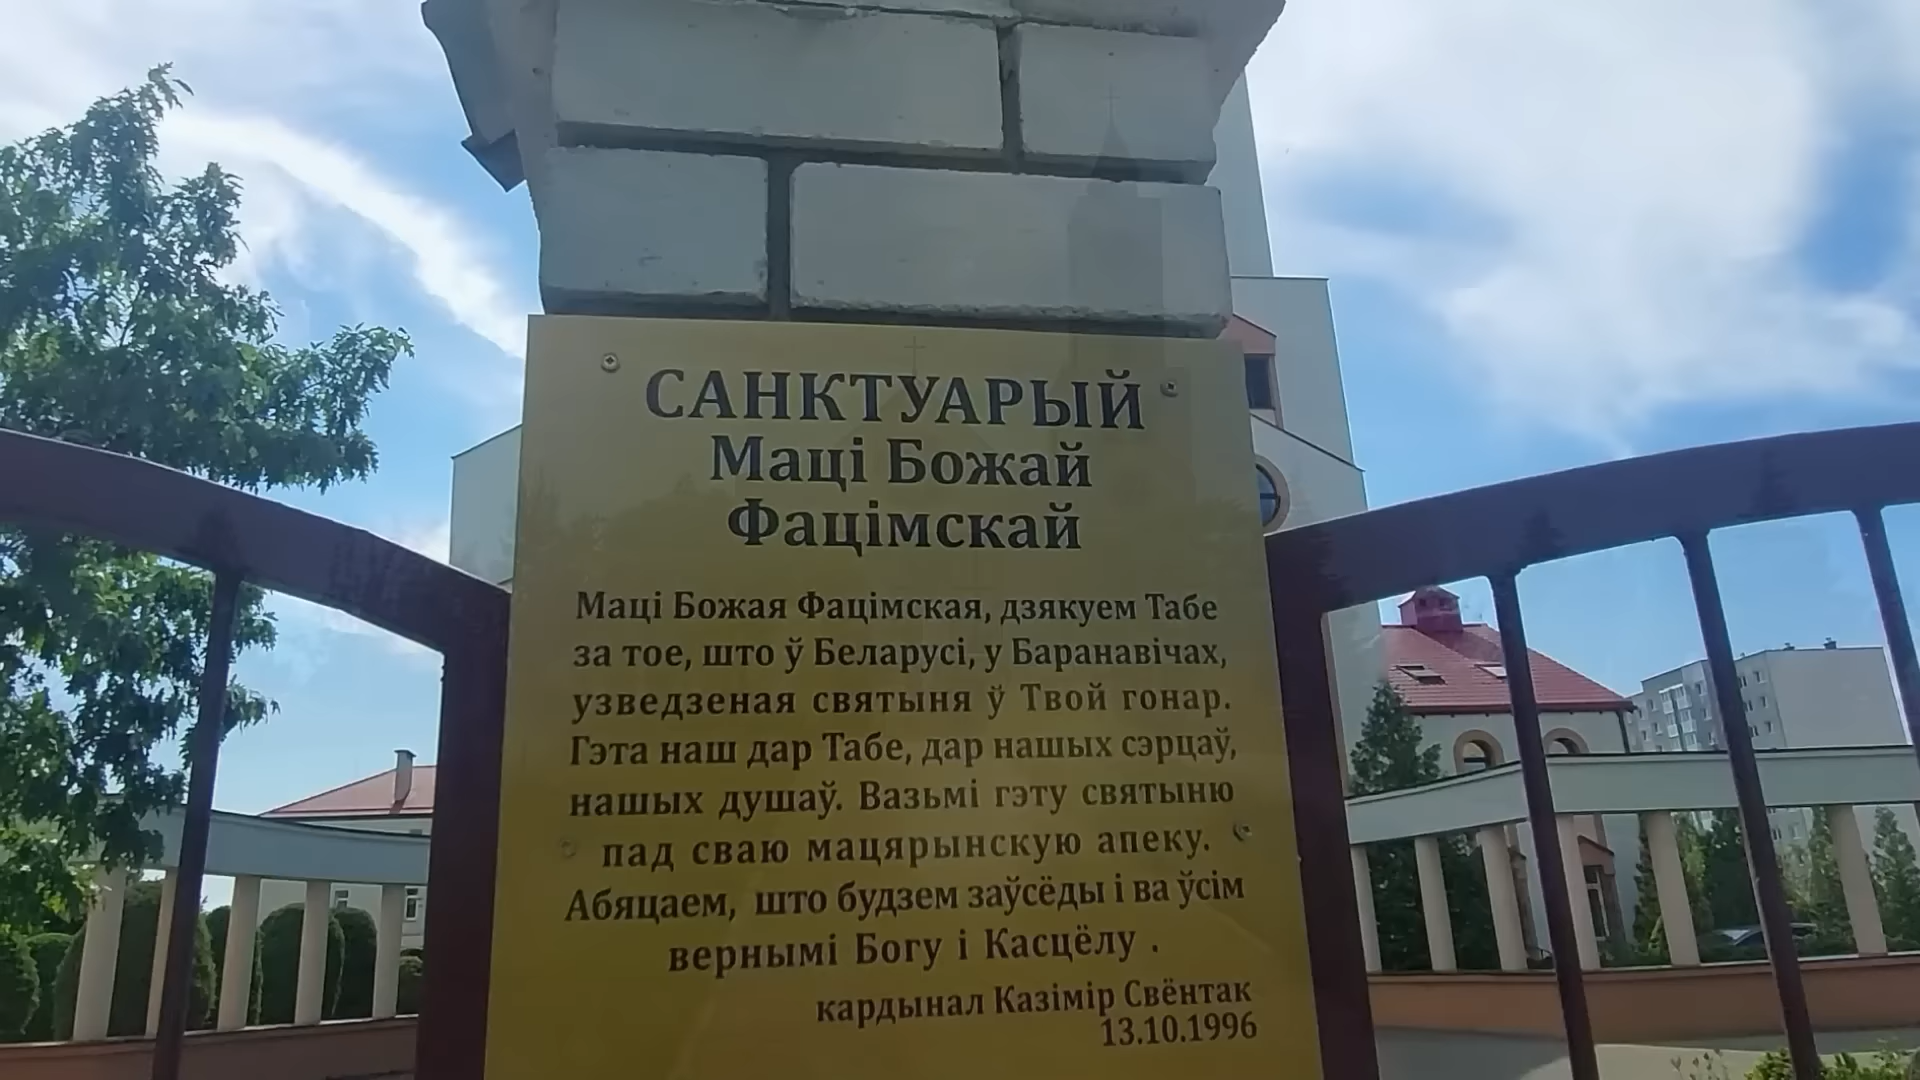 САНКТУАРЫЙ
Маці Божай
Фацімскай
Маці Божая Фацімская, дзякуем Табе
за тое, што ў Беларусі, у Баранавічах,
узведзеная святыня ў Твой гонар.
Гэта наш дар Табе, дар нашых сэрцаў,
нашых душаў. Вазьмі гэту святыню
пад сваю мацярынскую апеку.
Абяцаем, што будзем заўсёды і ва ўсім
вернымі Богу і Касцёлу .
кардынал Казімір Свёнтак
13.10.1996